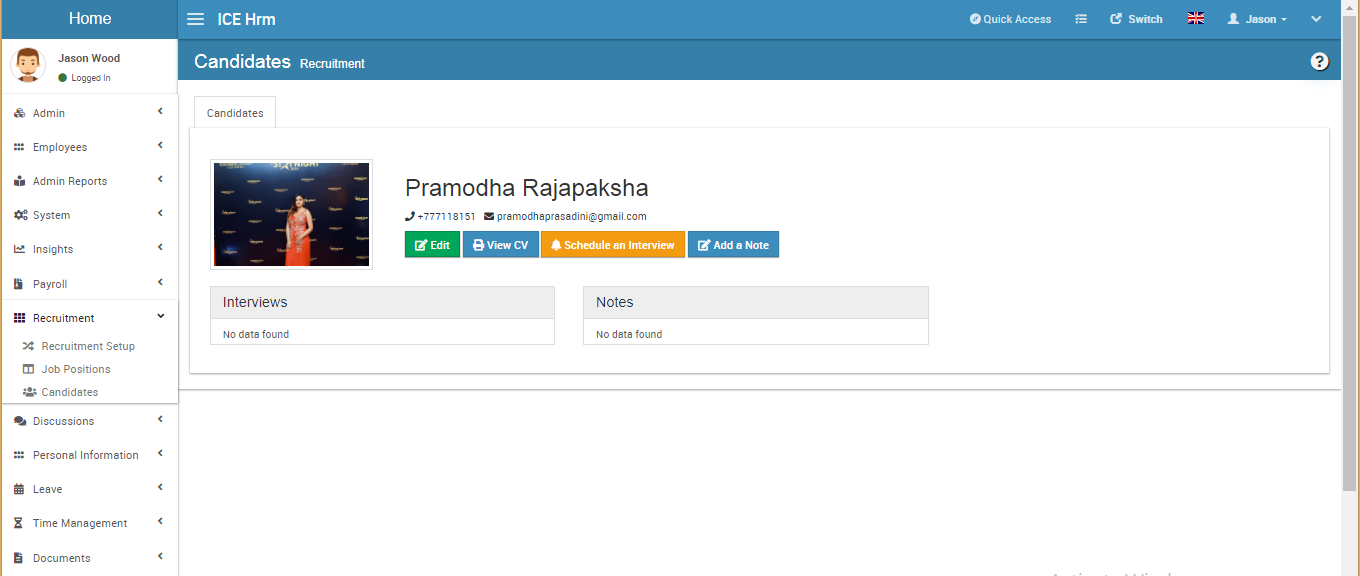 Home
ICE Hrm
Quick Access
Switch
Jason
Jason Wood
Logged In
Candidates Recruitment
?
Admin
Employees
Admin Reports
System
Insights
Payroll
Recruitment
Recruitment Setup
Job Positions
Candidates
Discussions
Personal Information
Leave
Time Management
Documents
Candidates
Pramodha Rajapaksha
+777118151 pramodhaprasadini@gmail.com
Edit View CV Schedule an Interview Add a Note
Interviews
No data found
Notes
No data found